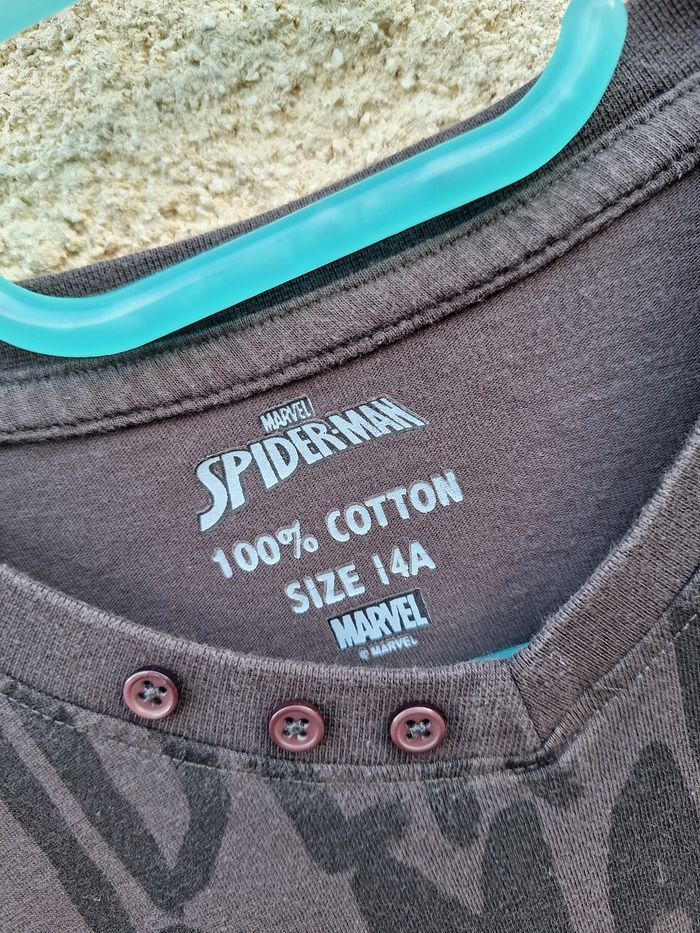 MARVEL
SPIDER-MAN
100% COTTON
SIZE 14A
MARVEL
© MARVEL